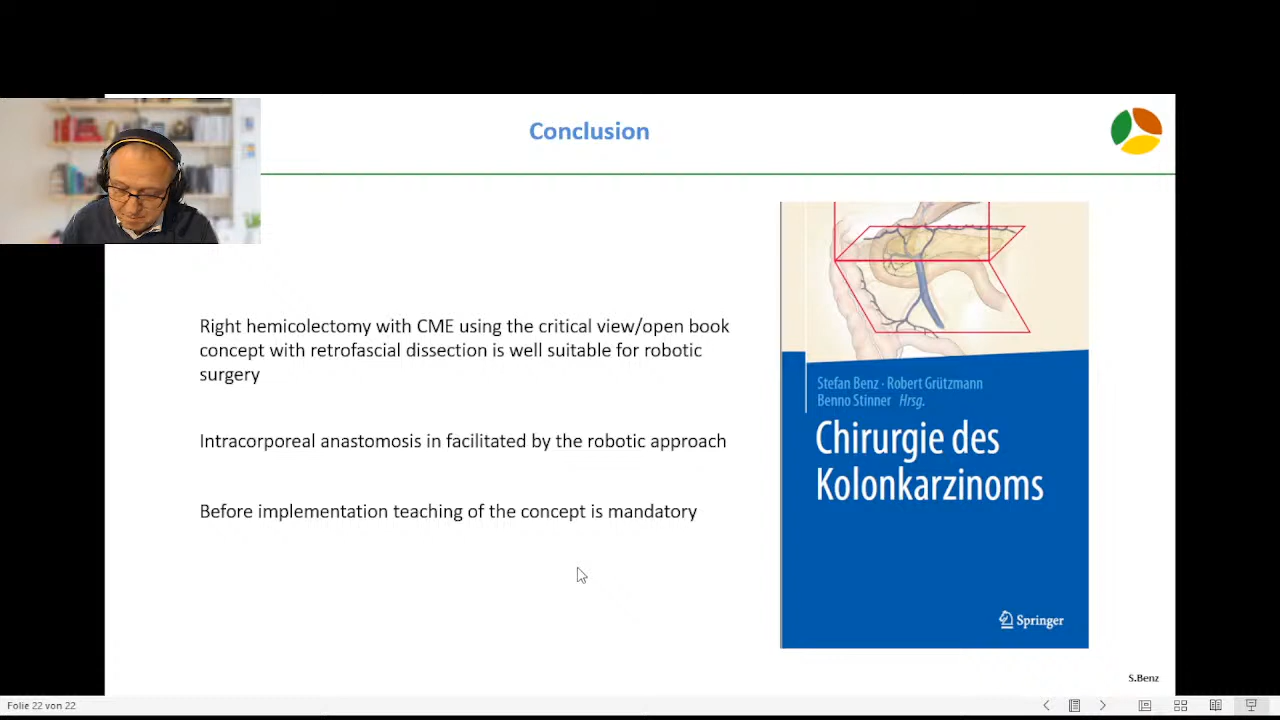 Conclusion
Right hemicolectomy with CME using the critical view/open book
concept with retrofascial dissection is well suitable for robotic
surgery
Intracorporeal anastomosis in facilitated by the robotic approach
Before implementation teaching of the concept is mandatory
Stefan Benz · Robert Grützmann
Benno Stinner Hrsg.
Chirurgie des
Kolonkarzinoms
Springer
S.Benz
Folie 22 von 22